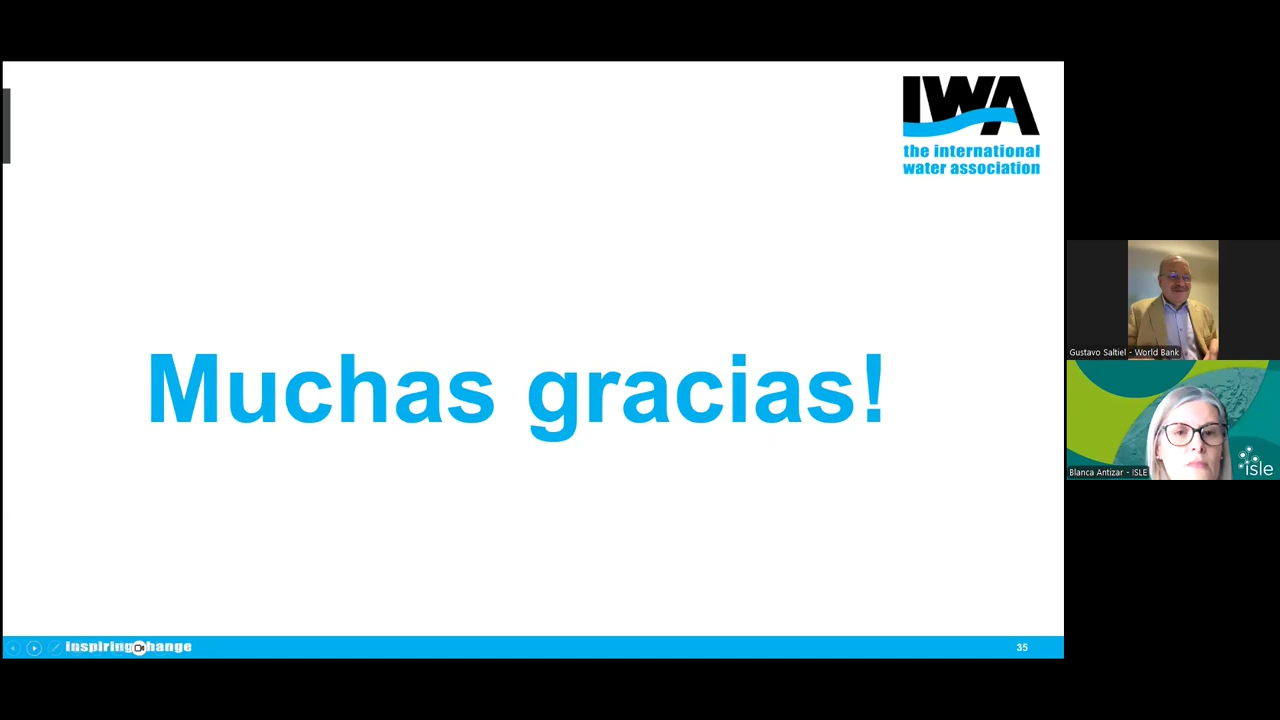 IWA
the international
water association
Muchas gracias!
Gustavo Saltiel - World Bank
isle
Blanca Antizar - ISLE
inspiring change
35